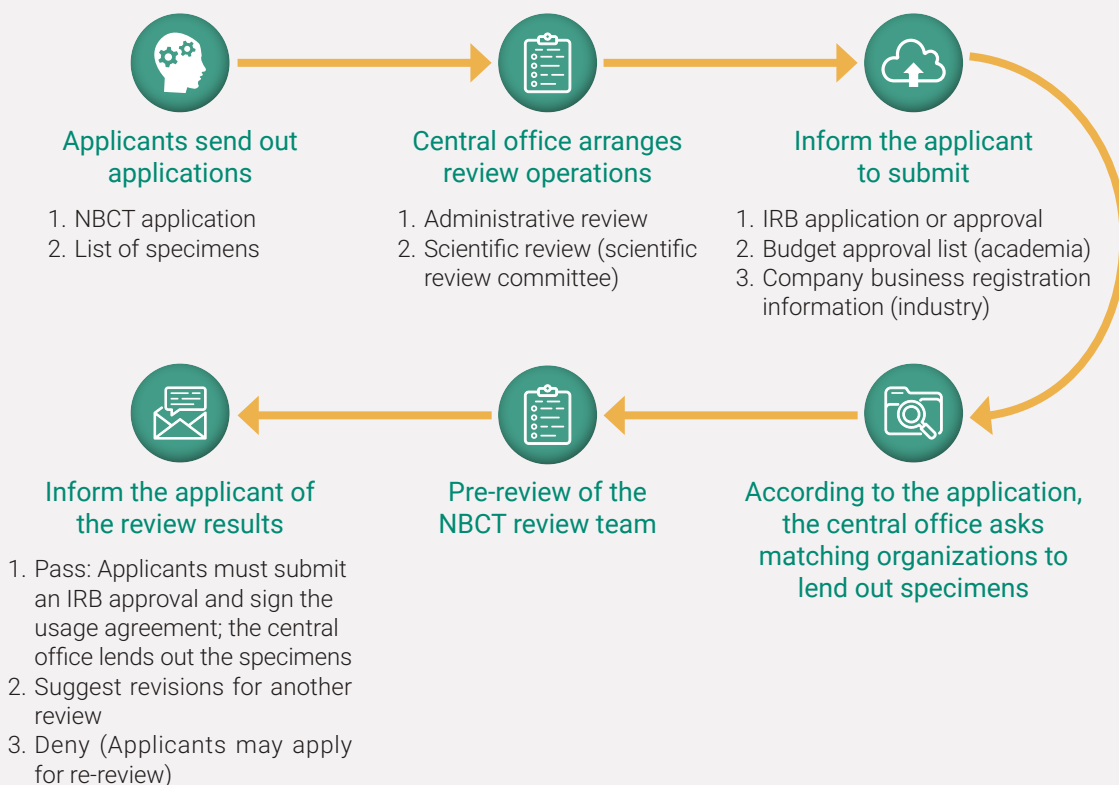 Applicants send out
applications
1. NBCT application
2. List of specimens
Central office arranges
review operations
1. Administrative review
2. Scientific review (scientific
review committee)
Inform the applicant
to submit
1. IRB application or approval
2. Budget approval list (academia)
3. Company business registration
information (industry)
According to the application,
the central office asks
matching organizations to
lend out specimens
Pre-review of the
NBCT review team
Inform the applicant of
the review results
1. Pass: Applicants must submit
an IRB approval and sign the
usage agreement; the central
office lends out the specimens
2. Suggest revisions for another
review
3. Deny (Applicants may apply
for re-review)